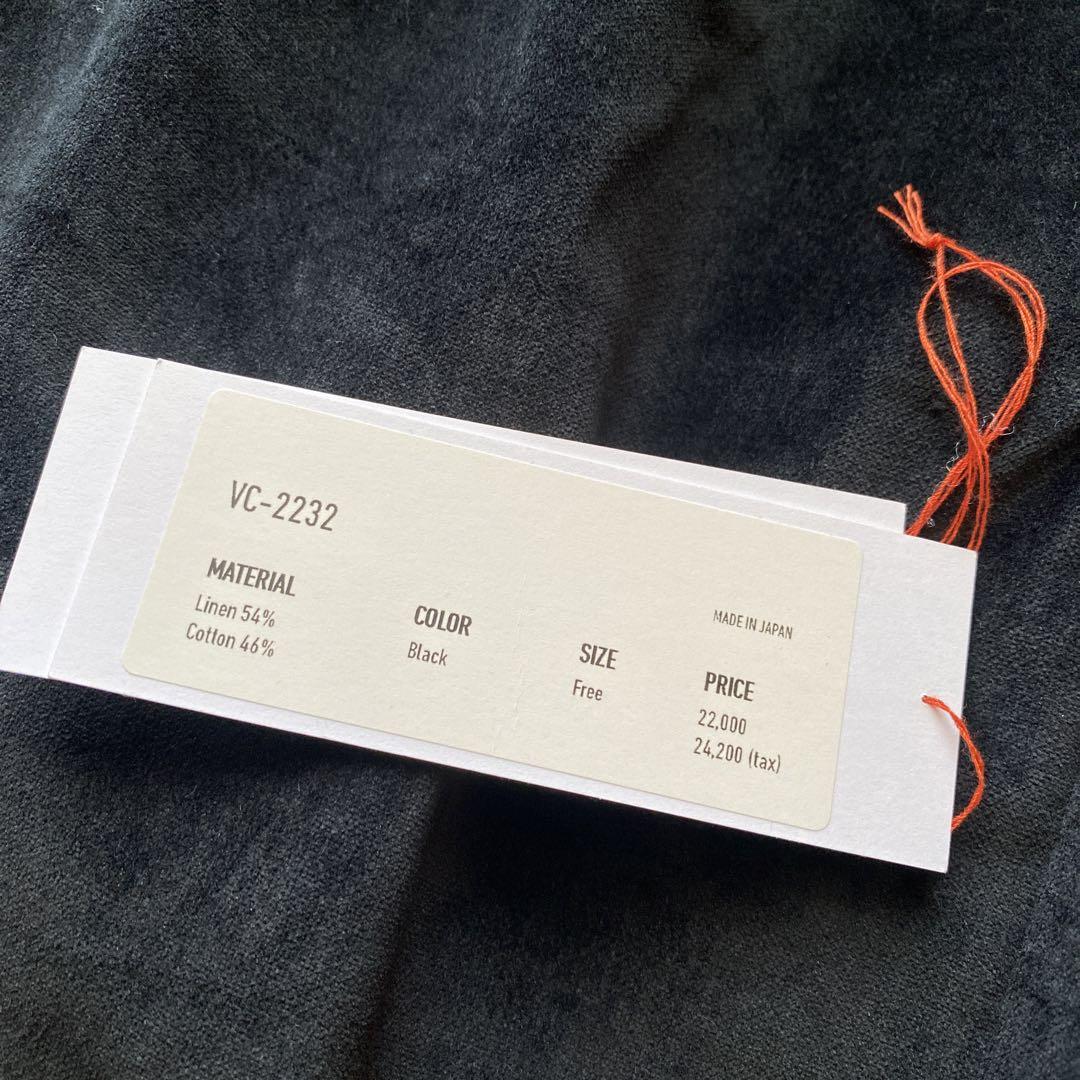 VC-2232
MATERIAL
Linen 54%
Cotton 46%
COLOR
Black
SIZE
Free
MADE IN JAPAN
PRICE
22,000
24,200 (tax)